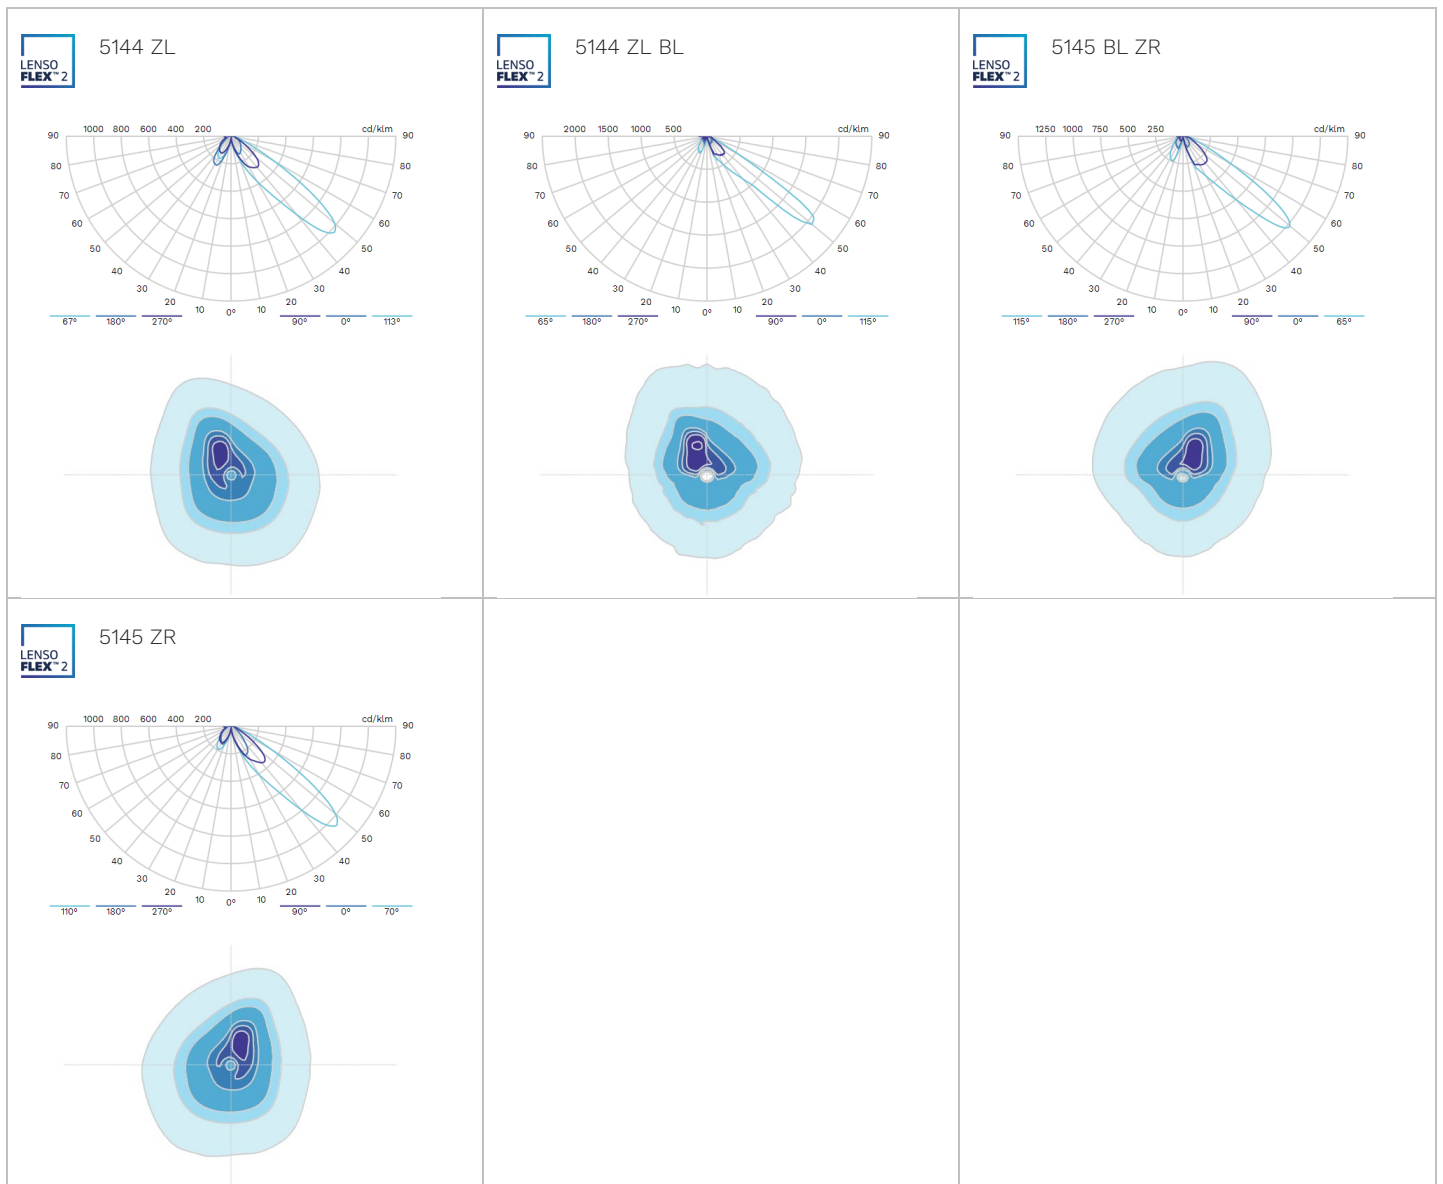 5144 ZL
LENSO
FLEX™2
1000 800 600 400 200 cd/klm
90 90
80 80
70 70
60 60
50 50
40 40
30 30
20 20
10 0° 10
67° 180° 270° 90° 0° 113°
5144 ZL BL
LENSO
FLEX™2
2000 1500 1000 500 cd/klm
90 90
80 80
70 70
60 60
50 50
40 40
30 30
20 20
10 0° 10
65° 180° 270° 90° 0° 115°
5145 BL ZR
LENSO
FLEX™2
1250 1000 750 500 250 cd/klm
90 90
80 80
70 70
60 60
50 50
40 40
30 30
20 20
10 0° 10
115° 180° 270° 90° 0° 65°
5145 ZR
LENSO
FLEX™2
1000 800 600 400 200 cd/klm
90 90
80 80
70 70
60 60
50 50
40 40
30 30
20 20
10 0° 10
110° 180° 270° 90° 0° 70°